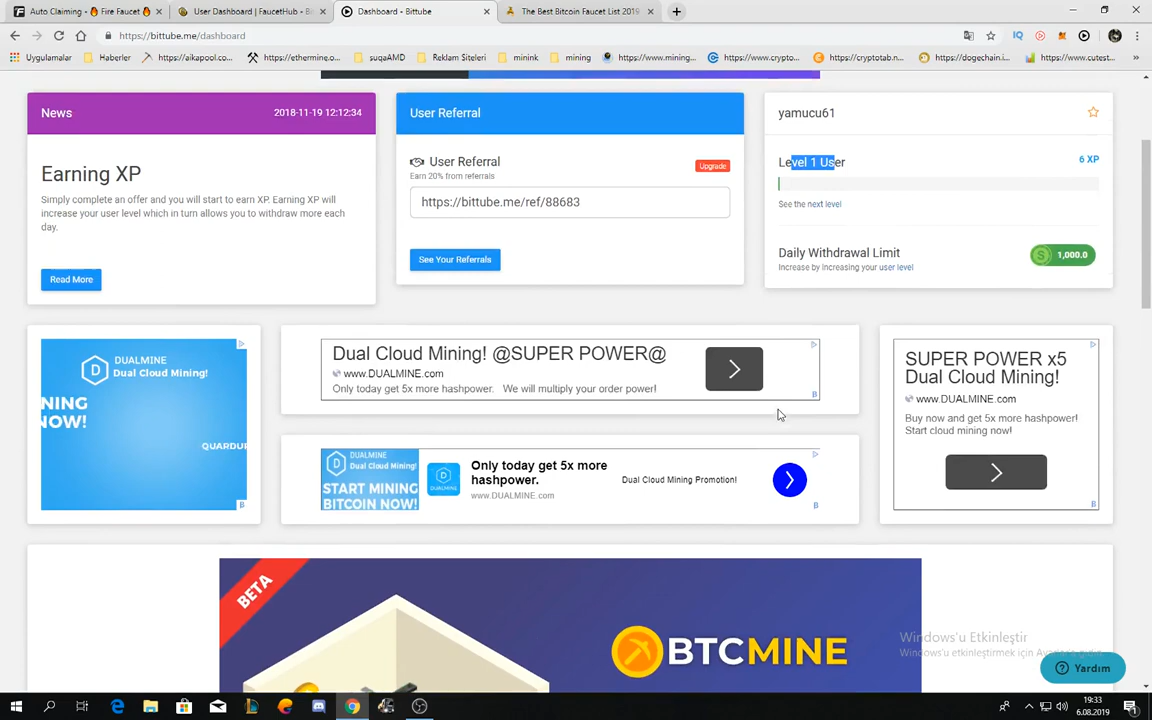 Auto Claiming - 🔥 Fire Faucet 🔥
User Dashboard | FaucetHub - Bi
Dashboard - Bittube
The Best Bitcoin Faucet List 2019
https://bittube.me/dashboard
Uygulamalar
Haberler
https://aikapool.co...
https://ethermine.o...
suqaAMD
Reklam Siteleri
minink
mining
https://www.mining...
https://www.crypto...
https://cryptotab.n...
https://dogechain.i...
https://www.cutest...
News
2018-11-19 12:12:34
Earning XP
Simply complete an offer and you will start to earn XP. Earning XP will
increase your user level which in turn allows you to withdraw more each
day.
Read More
User Referral
User Referral
Earn 20% from referrals
Upgrade
https://bittube.me/ref/88683
See Your Referrals
yamucu61
Level 1 User
6 XP
See the next level
Daily Withdrawal Limit
1,000.0
Increase by increasing your user level
DUALMINE
Dual Cloud Mining!
NING
NOW!
QUARDUP
Dual Cloud Mining! @SUPER POWER@
www.DUALMINE.com
Only today get 5x more hashpower. We will multiply your order power!
DUALMINE
Dual Cloud Mining!
START MINING
BITCOIN NOW!
Only today get 5x more
hashpower.
www.DUALMINE.com
Dual Cloud Mining Promotion!
SUPER POWER x5
Dual Cloud Mining!
www.DUALMINE.com
Buy now and get 5x more hashpower!
Start cloud mining now!
BETA
BTCMINE
Windows'u Etkinleştir
Windows'u etkinleştirmek için
Yardım
19:33
6.08.2019